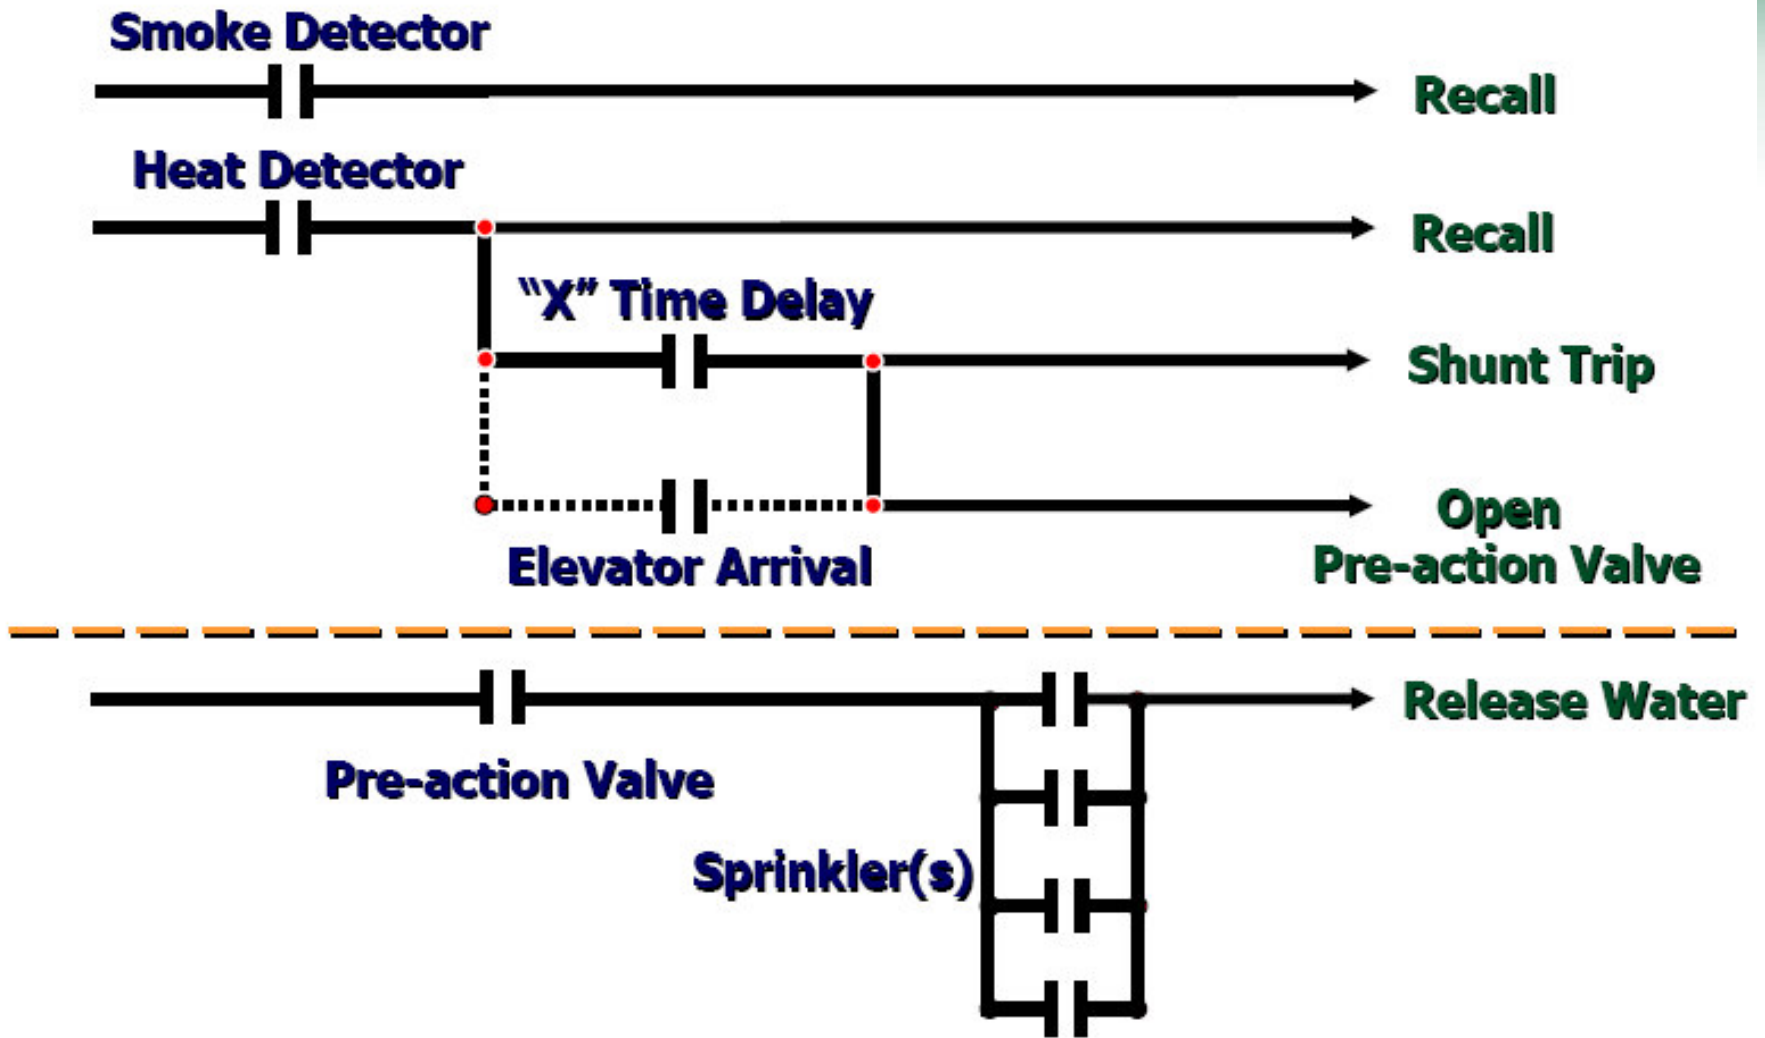 Smoke Detector
Recall
Heat Detector
Recall
“X” Time Delay
Shunt Trip
Open
Pre-action Valve
Elevator Arrival
Release Water
Pre-action Valve
Sprinkler(s)